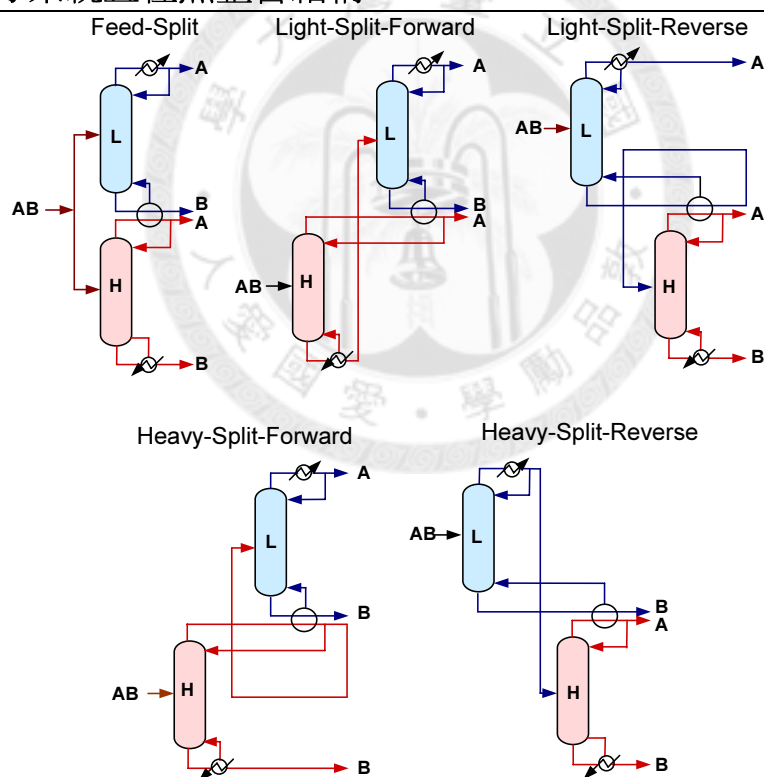 Feed-Split
Light-Split-Forward
Light-Split-Reverse
A
L
AB
B
A
H
B
A
L
B
A
AB
H
A
AB
L
A
H
B
Heavy-Split-Forward
Heavy-Split-Reverse
A
L
B
AB
H
B
AB
L
B
A
H
B